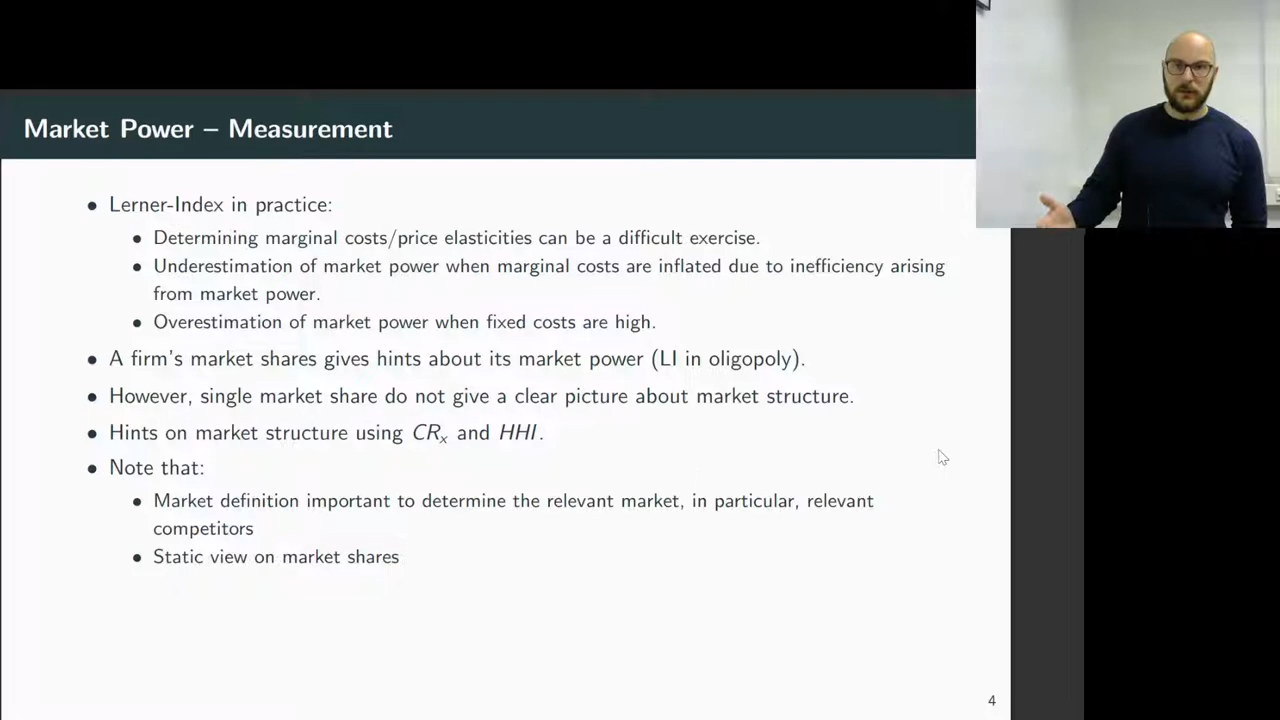 Market Power – Measurement
• Lerner-Index in practice:
• Determining marginal costs/price elasticities can be a difficult exercise.
• Underestimation of market power when marginal costs are inflated due to inefficiency arising
from market power.
• Overestimation of market power when fixed costs are high.
• A firm's market shares gives hints about its market power (LI in oligopoly).
• However, single market share do not give a clear picture about market structure.
• Hints on market structure using CRₓ and HHI.
• Note that:
• Market definition important to determine the relevant market, in particular, relevant
competitors
• Static view on market shares
4